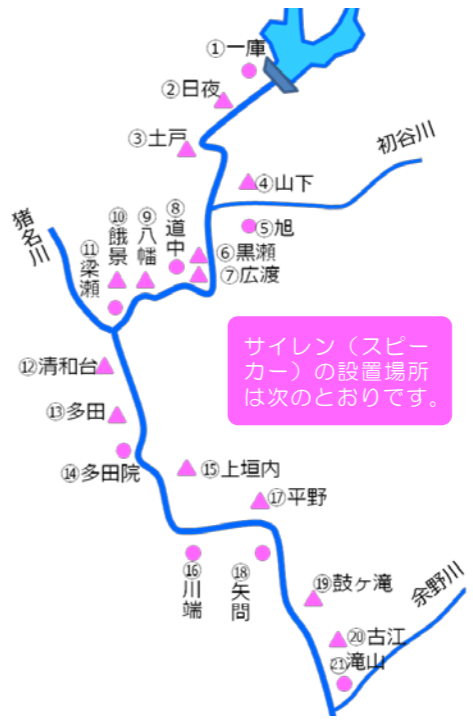 ①一庫
②日夜
③土戸
初谷川
④山下
⑤旭
⑥黒瀬
⑦広渡
⑧道中
⑨八幡
⑩餓景
⑪梁瀬
猪名川
サイレン（スピー
カー）の設置場所
は次のとおりです。
⑫清和台
⑬多田
⑭多田院
⑮上垣内
⑰平野
⑯川端
⑱矢問
⑲鼓ヶ滝
余野川
⑳古江
㉑滝山